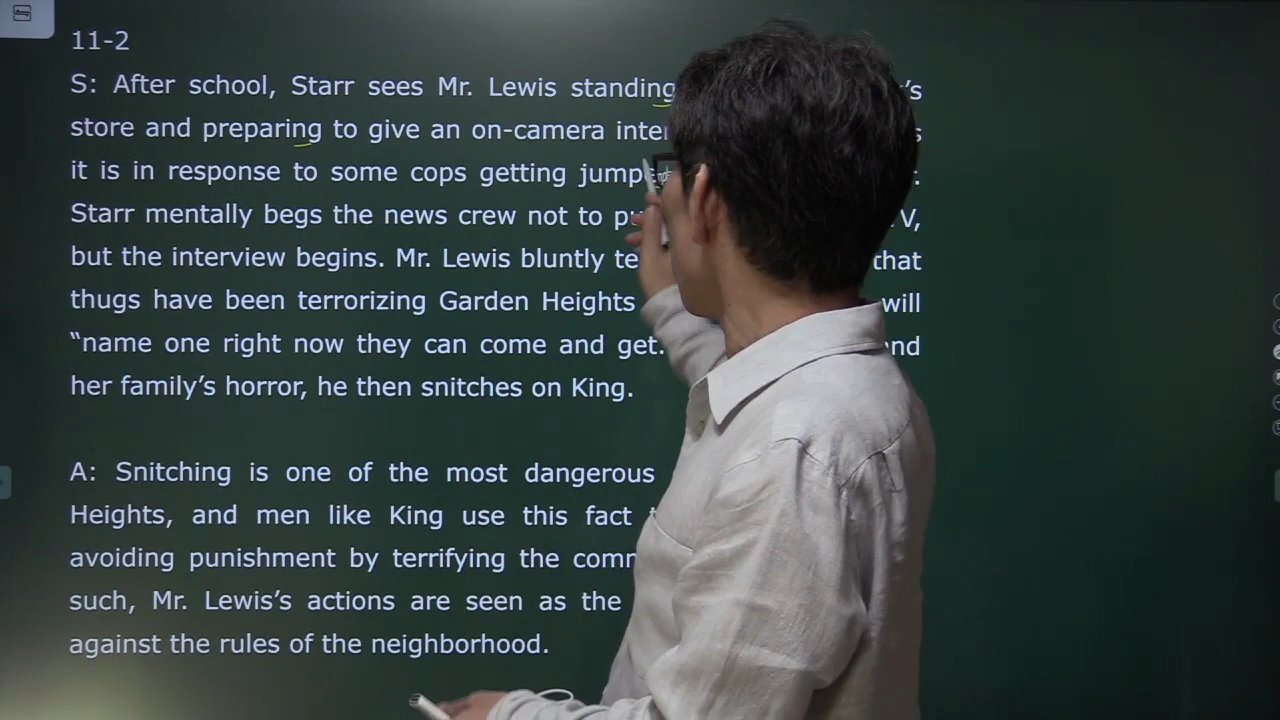 11-2
S: After school, Starr sees Mr. Lewis standing
store and preparing to give an on-camera
it is in response to some cops getting
Starr mentally begs the news crew not to V,
but the interview begins. Mr. Lewis bluntly that
thugs have been terrorizing Garden Heights will
“name one right now they can come and get.
her family’s horror, he then snitches on King.
A: Snitching is one of the most dangerous
Heights, and men like King use this fact
avoiding punishment by terrifying the
such, Mr. Lewis’s actions are seen as the
against the rules of the neighborhood.